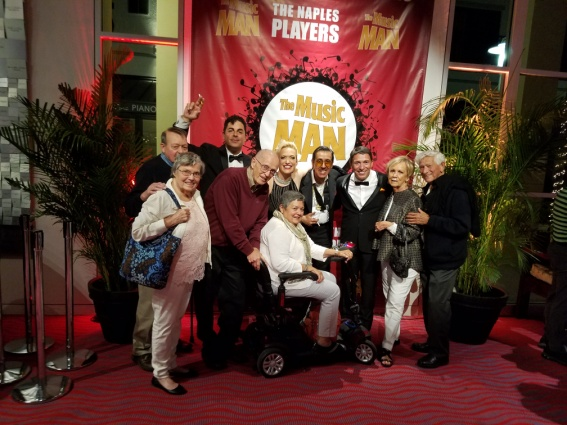 The Music
MAN
THE NAPLES
PLAYERS
The Music
MAN
The Music
MAN
PIANO